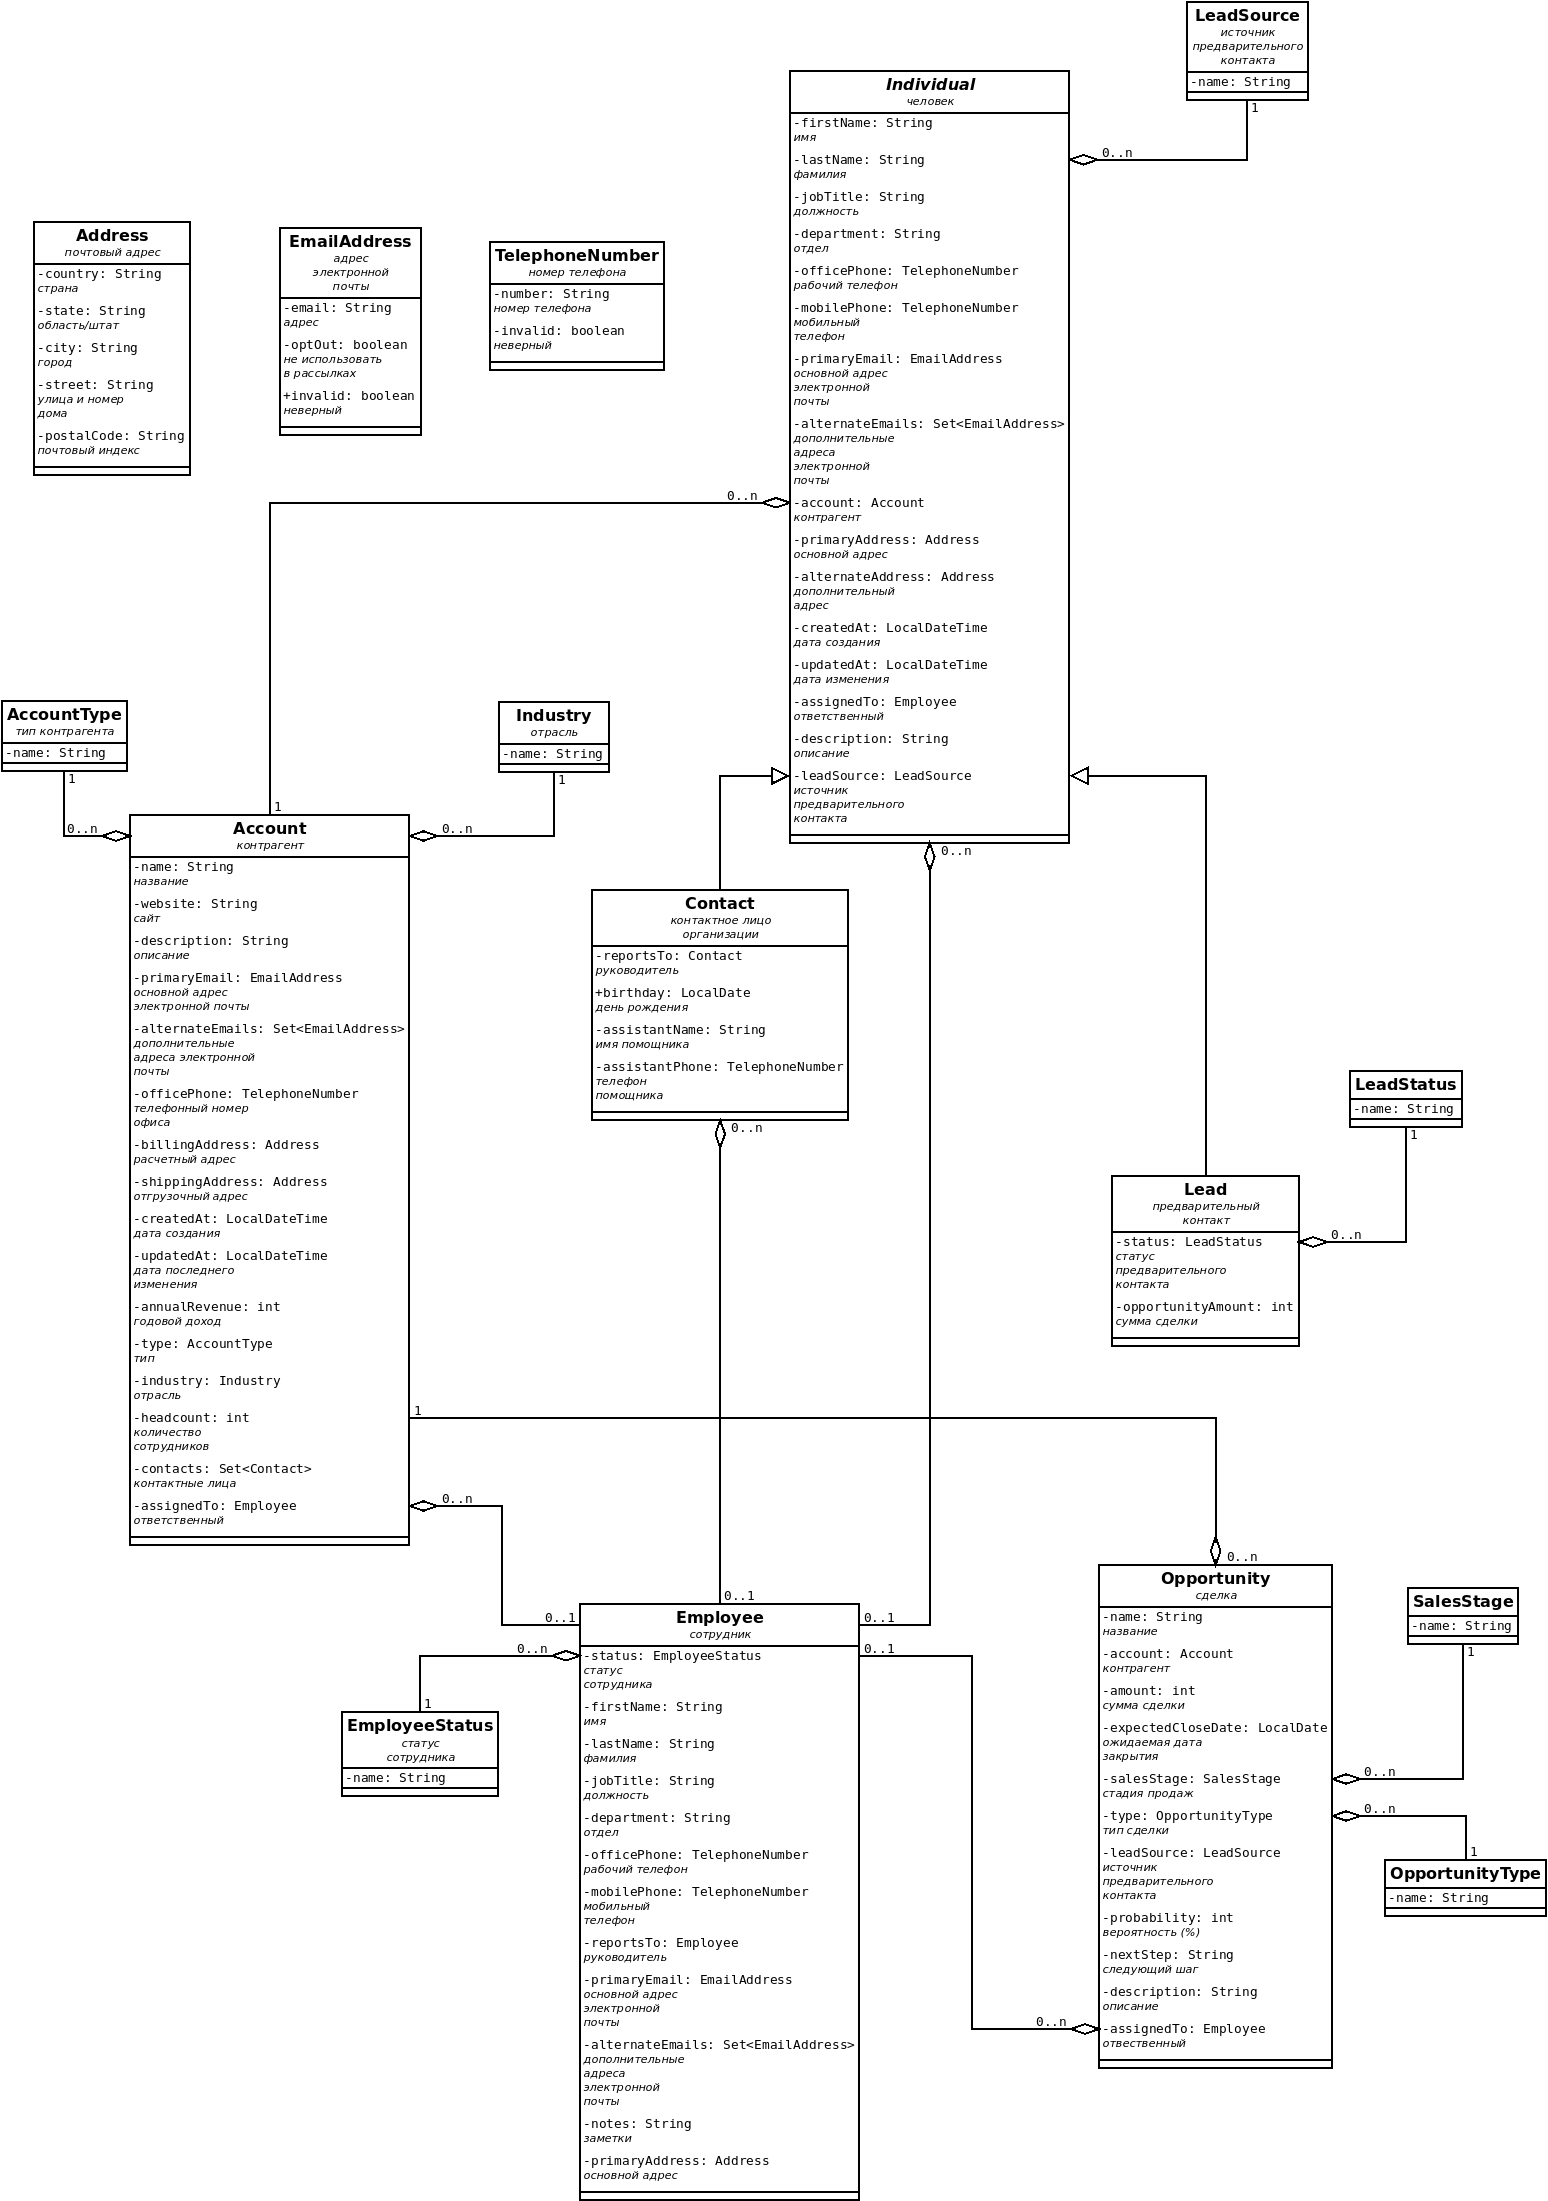 LeadSource
источник
предварительного
контакта
-name: String
1
0..n
Individual
человек
-firstName: String
имя
-lastName: String
фамилия
-jobTitle: String
должность
-department: String
отдел
-officePhone: TelephoneNumber
рабочий телефон
-mobilePhone: TelephoneNumber
мобильный
телефон
-primaryEmail: EmailAddress
основной адрес
электронной
почты
-alternateEmails: Set<EmailAddress>
дополнительные
адреса
электронной
почты
-account: Account
контрагент
-primaryAddress: Address
основной адрес
-alternateAddress: Address
дополнительный
адрес
-createdAt: LocalDateTime
дата создания
-updatedAt: LocalDateTime
дата изменения
-assignedTo: Employee
ответственный
-description: String
описание
-leadSource: LeadSource
источник
предварительного
контакта
0..n
0..n
Address
почтовый адрес
-country: String
страна
-state: String
область/штат
-city: String
город
-street: String
улица и номер
дома
-postalCode: String
почтовый индекс
EmailAddress
адрес
электронной
почты
-email: String
адрес
-optOut: boolean
не использовать
в рассылках
+invalid: boolean
неверный
TelephoneNumber
номер телефона
-number: String
номер телефона
-invalid: boolean
неверный
AccountType
тип контрагента
-name: String
1
0..n
Industry
отрасль
-name: String
1
0..n
1
Account
контрагент
-name: String
название
-website: String
сайт
-description: String
описание
-primaryEmail: EmailAddress
основной адрес
электронной почты
-alternateEmails: Set<EmailAddress>
дополнительные
адреса электронной
почты
-officePhone: TelephoneNumber
телефонный номер
офиса
-billingAddress: Address
расчетный адрес
-shippingAddress: Address
отгрузочный адрес
-createdAt: LocalDateTime
дата создания
-updatedAt: LocalDateTime
дата последнего
изменения
-annualRevenue: int
годовой доход
-type: AccountType
тип
-industry: Industry
отрасль
-headcount: int
количество
сотрудников
-contacts: Set<Contact>
контактные лица
-assignedTo: Employee
ответственный
1
0..n
Contact
контактное лицо
организации
-reportsTo: Contact
руководитель
+birthday: LocalDate
день рождения
-assistantName: String
имя помощника
-assistantPhone: TelephoneNumber
телефон
помощника
0..n
LeadStatus
-name: String
1
0..n
Lead
предварительный
контакт
-status: LeadStatus
статус
предварительного
контакта
-opportunityAmount: int
сумма сделки
0..1
0..1
0..1
0..1
0..n
Employee
сотрудник
-status: EmployeeStatus
статус
сотрудника
-firstName: String
имя
-lastName: String
фамилия
-jobTitle: String
должность
-department: String
отдел
-officePhone: TelephoneNumber
рабочий телефон
-mobilePhone: TelephoneNumber
мобильный
телефон
-reportsTo: Employee
руководитель
-primaryEmail: EmailAddress
основной адрес
электронной
почты
-alternateEmails: Set<EmailAddress>
дополнительные
адреса
электронной
почты
-notes: String
заметки
-primaryAddress: Address
основной адрес
1
EmployeeStatus
статус
сотрудника
-name: String
0..n
Opportunity
сделка
-name: String
название
-account: Account
контрагент
-amount: int
сумма сделки
-expectedCloseDate: LocalDate
ожидаемая дата
закрытия
-salesStage: SalesStage
стадия продаж
-type: OpportunityType
тип сделки
-leadSource: LeadSource
источник
предварительного
контакта
-probability: int
вероятность (%)
-nextStep: String
следующий шаг
-description: String
описание
-assignedTo: Employee
отвественный
0..n
SalesStage
-name: String
1
0..n
0..n
1
OpportunityType
-name: String